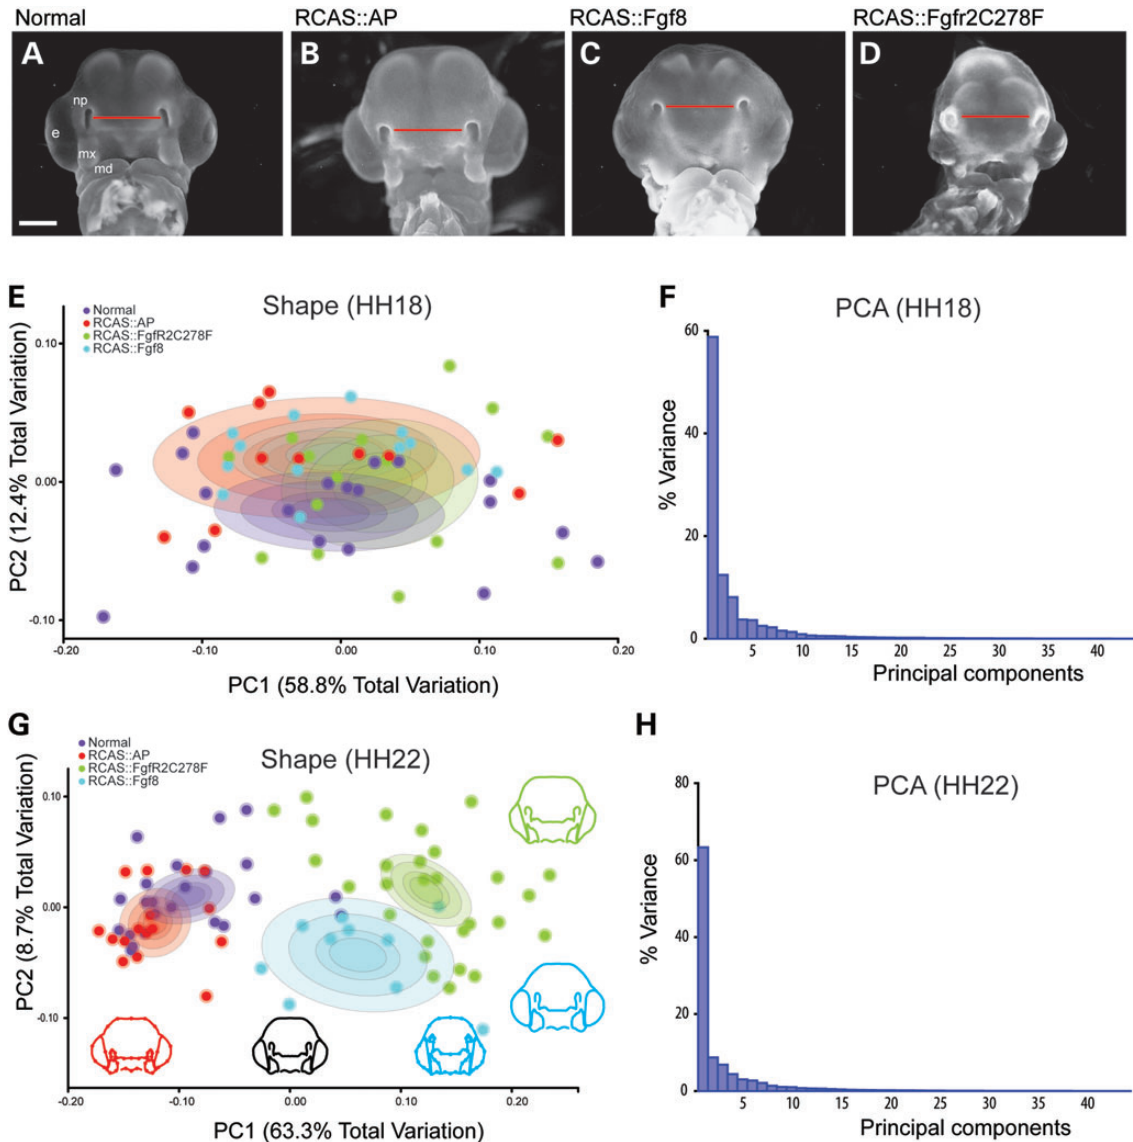 Normal
RCAS::AP
RCAS::Fgf8
RCAS::Fgfr2C278F
A
np
e
mx
md
B
C
D
E
Shape (HH18)
Normal
RCAS::AP
RCAS::FgfR2C278F
RCAS::Fgf8
PC2 (12.4% Total Variation)
0.10
0.00
-0.10
-0.20 -0.10 0.00 0.10 0.20
PC1 (58.8% Total Variation)
F
PCA (HH18)
% Variance
60
40
20
0
5 10 15 20 25 30 35 40
Principal components
G
Shape (HH22)
Normal
RCAS::AP
RCAS::FgfR2C278F
RCAS::Fgf8
PC2 (8.7% Total Variation)
0.10
0.00
-0.10
-0.20 -0.10 0.00 0.10 0.20
PC1 (63.3% Total Variation)
H
PCA (HH22)
% Variance
80
60
40
20
0
5 10 15 20 25 30 35 40
Principal components